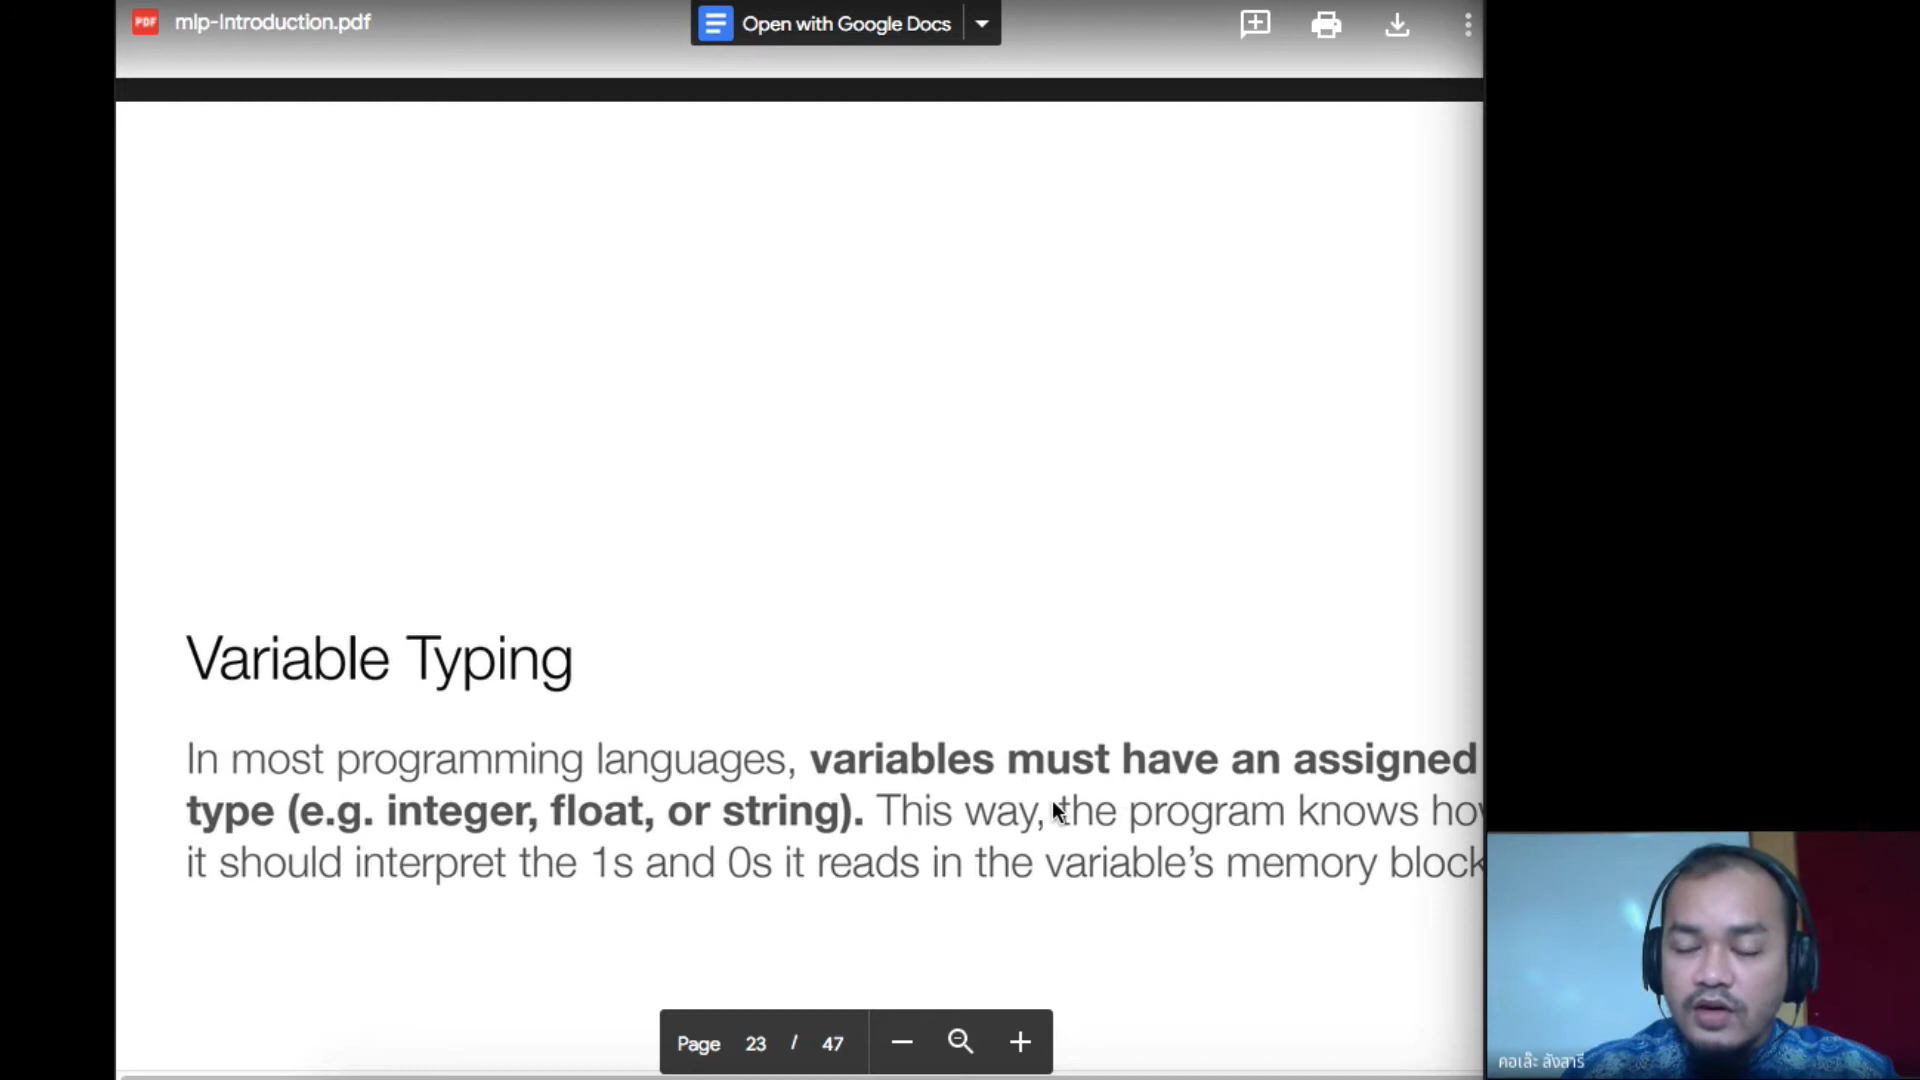 PDF mlp-Introduction.pdf
Open with Google Docs
Variable Typing
In most programming languages, variables must have an assigned
type (e.g. integer, float, or string). This way, the program knows
it should interpret the 1s and 0s it reads in the variable's memory block
Page 23 / 47
คอเล๊ะ ลังสารี